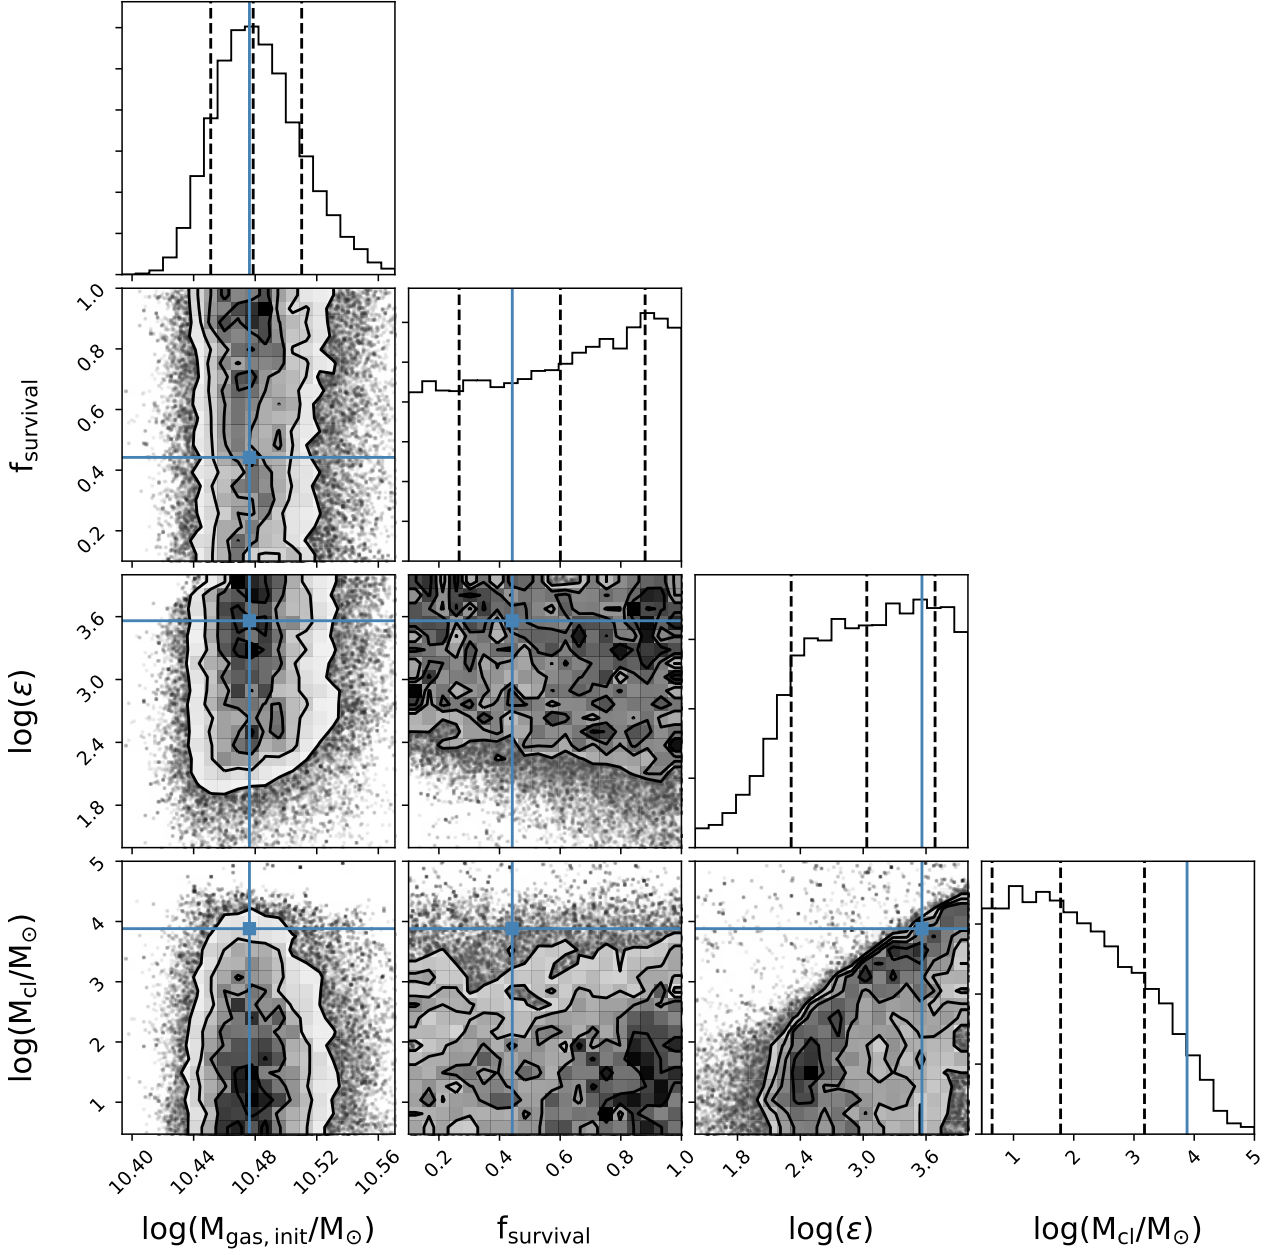 1.0
0.8
0.6
0.4
0.2
f_survival
3.6
3.0
2.4
1.8
log(ε)
5
4
3
2
1
log(M_cl/M_⊙)
10.40 10.44 10.48 10.52 10.56
0.2 0.4 0.6 0.8 1.0
1.8 2.4 3.0 3.6
1 2 3 4 5
log(M_gas, init/M_⊙)
f_survival
log(ε)
log(M_cl/M_⊙)